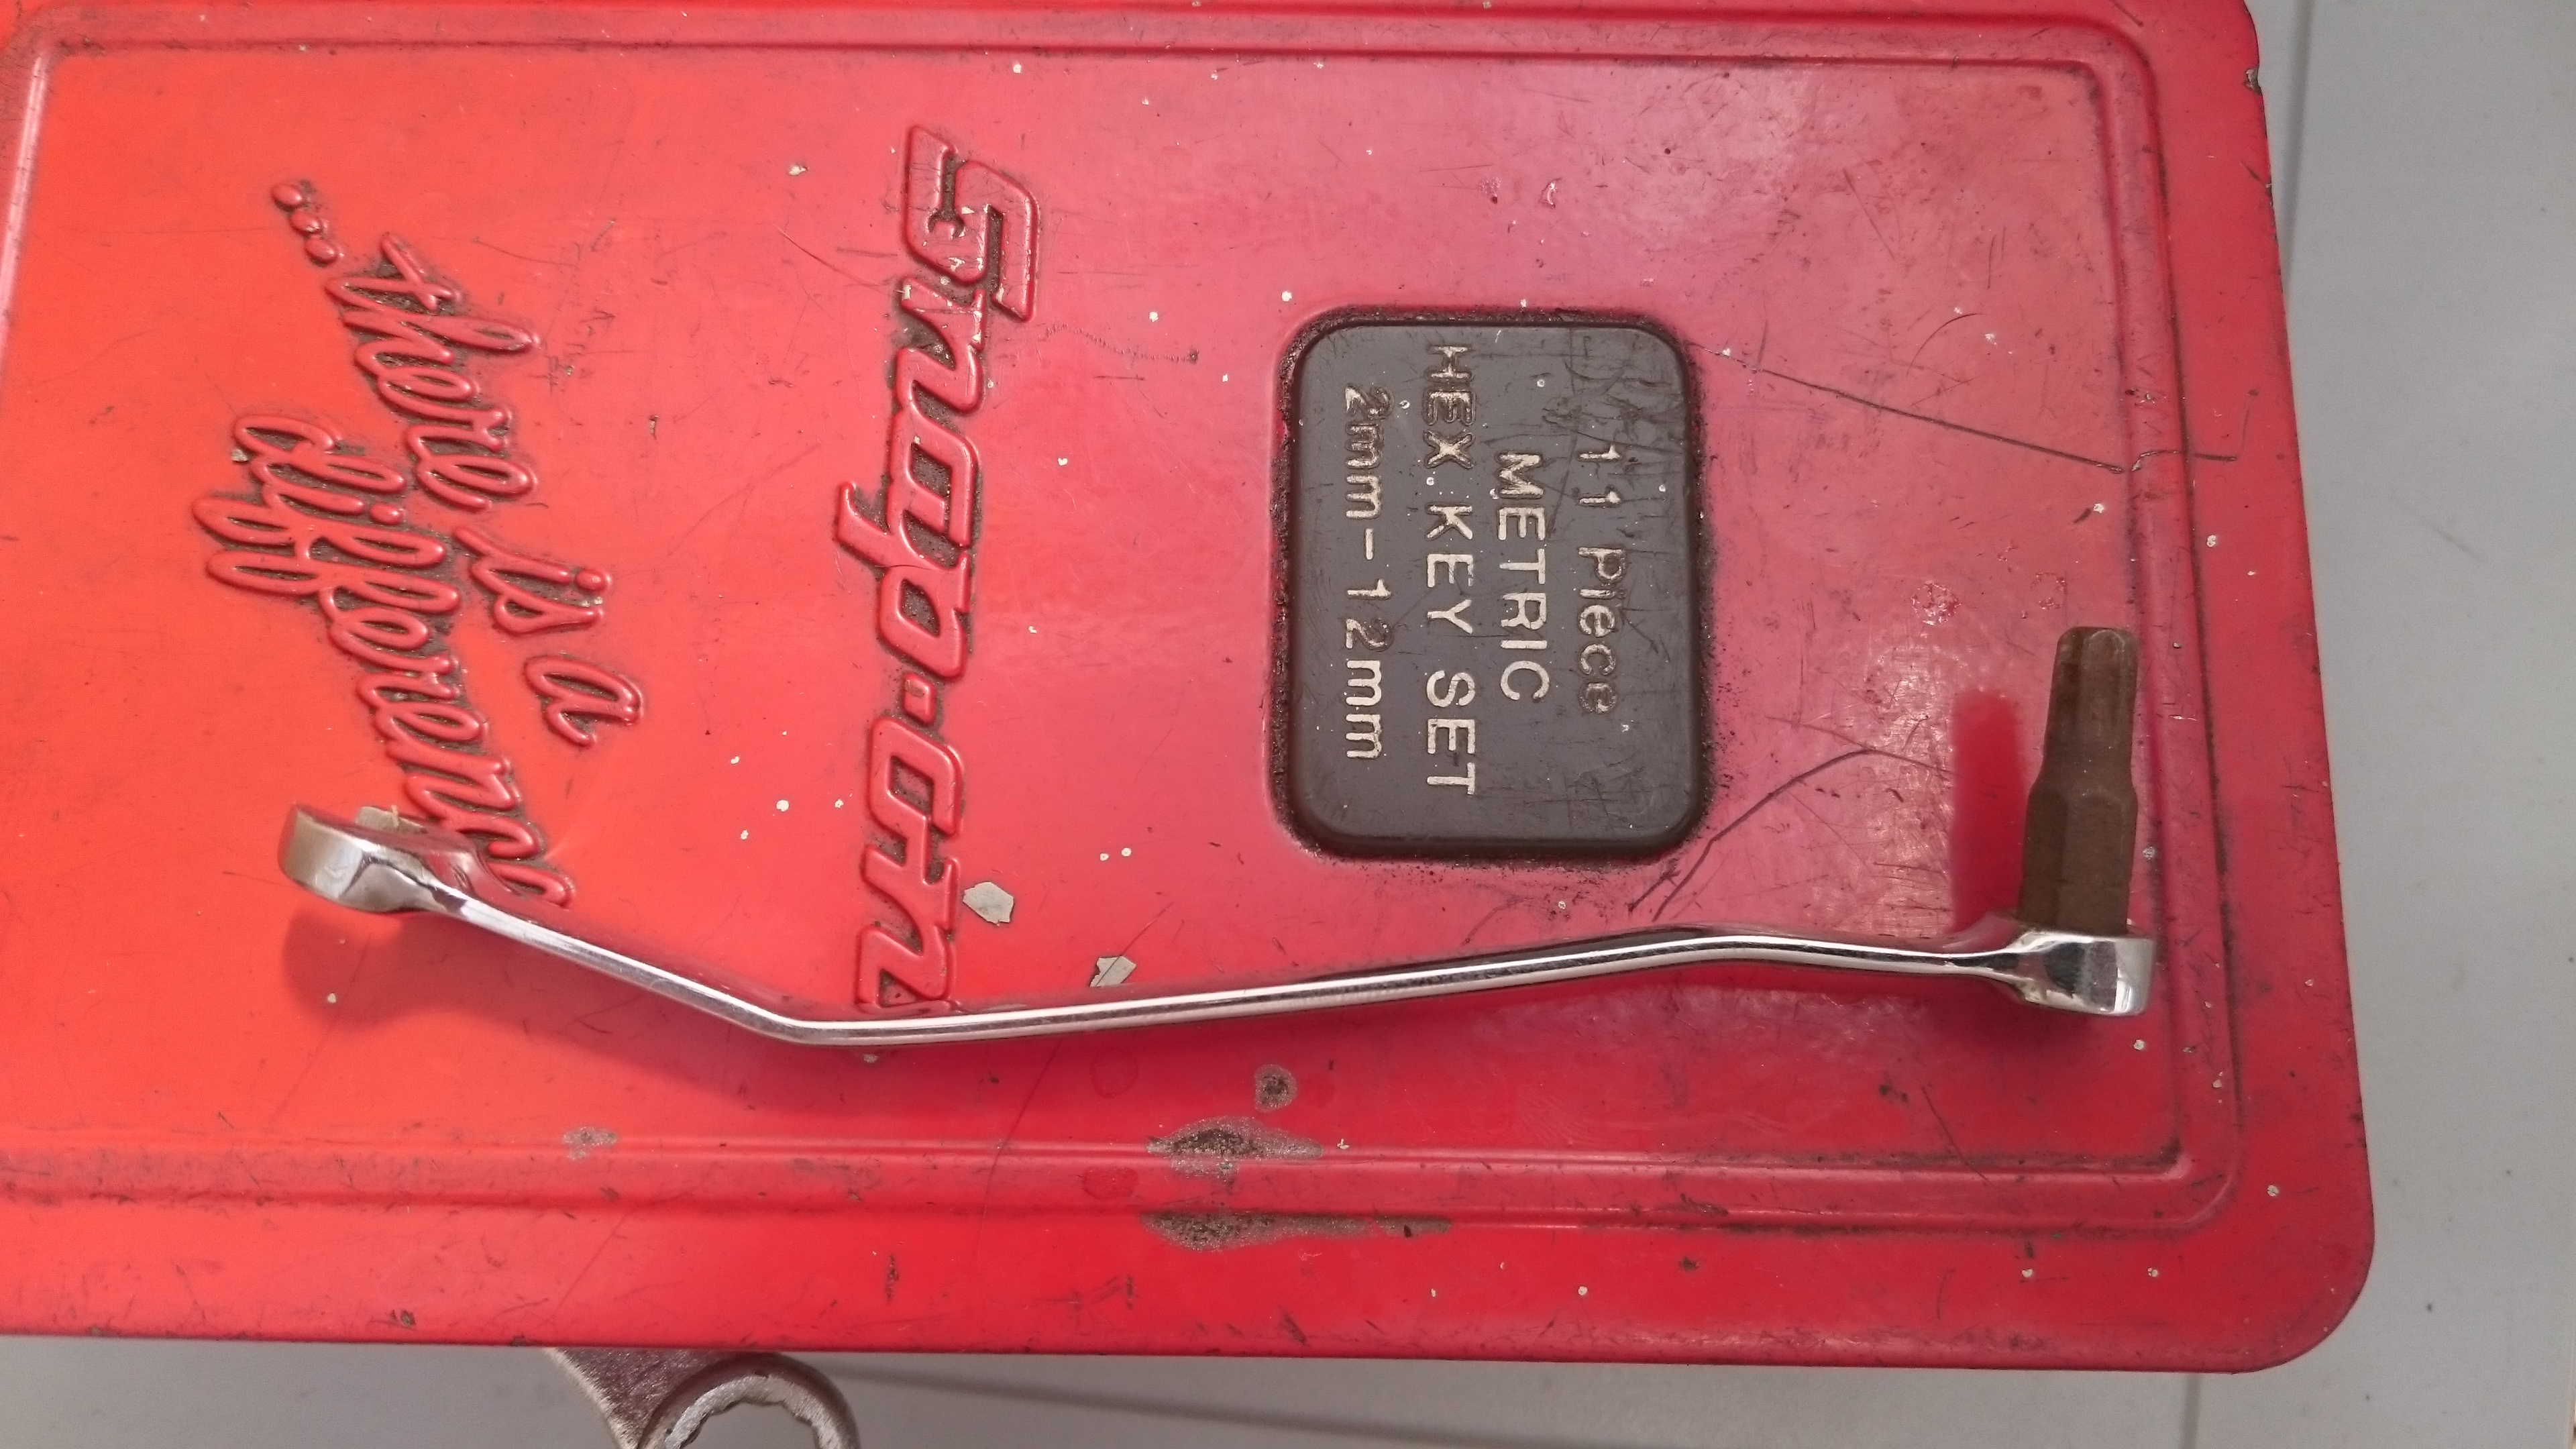 11 Piece
METRIC
HEX KEY SET
2mm-12mm
Snap-on
...there is a
difference